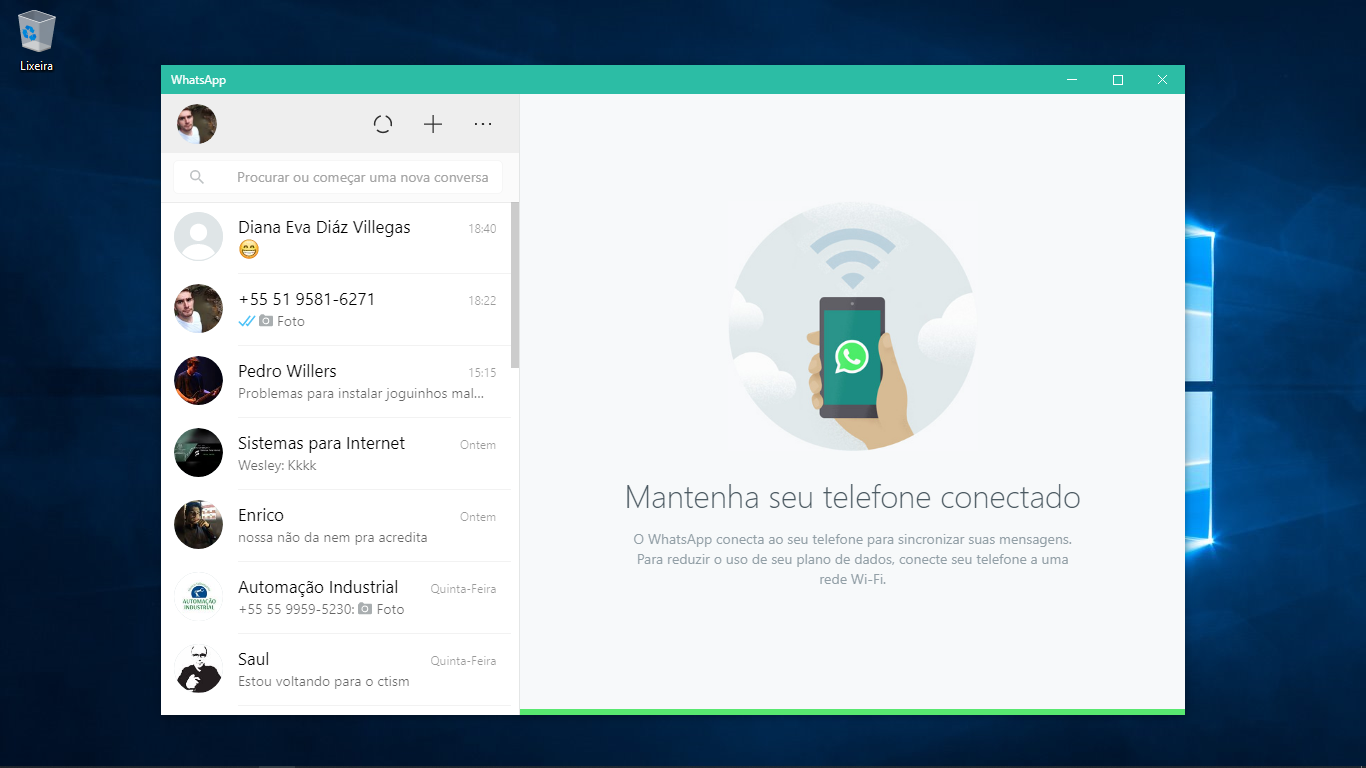 Lixeira
WhatsApp
Procurar ou começar uma nova conversa
Diana Eva Diáz Villegas 18:40
😁
+55 51 9581-6271 18:22
Foto
Pedro Willers 15:15
Problemas para instalar joguinhos mal...
Sistemas para Internet Ontem
Wesley: Kkkk
Enrico Ontem
nossa não da nem pra acredita
Automação Industrial Quinta-Feira
AUTOMAÇÃO
INDUSTRIAL
+55 55 9959-5230: Foto
Saul Quinta-Feira
Estou voltando para o ctism
Mantenha seu telefone conectado
O WhatsApp conecta ao seu telefone para sincronizar suas mensagens.
Para reduzir o uso de seu plano de dados, conecte seu telefone a uma
rede Wi-Fi.